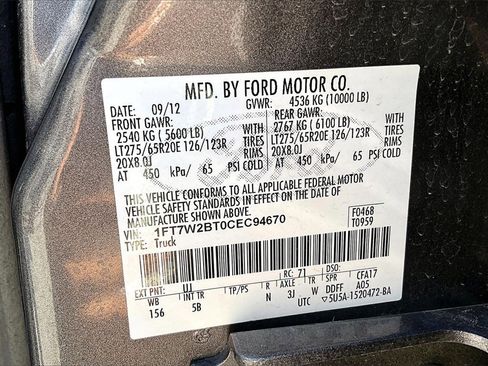 MFD. BY FORD MOTOR CO.
DATE: 09/12 GVWR: 4536 KG (10000 LB)
FRONT GAWR: REAR GAWR:
2540 KG ( 5600 LB) 2767 KG ( 6100 LB) WITH
LT275/65R20E 126/123R TIRES LT275/65R20E 126/123R TIRES
20X8.0J RIMS 20X8.0J RIMS
AT 450 kPa/ 65 PSI COLD AT 450 kPa/ 65 PSI COLD
THIS VEHICLE CONFORMS TO ALL APPLICABLE FEDERAL MOTOR
VEHICLE SAFETY STANDARDS IN EFFECT ON THE DATE OF
MANUFACTURE SHOWN ABOVE.
VIN: 1FT7W2BT0CEC94670 F0468
TYPE: Truck T0959
UJ RC: 71 DSO: CFA17
WB INT TR TP/PS R AXLE TR DDFF A05
156 5B N 3J W
UTC ▽5U5A-1520472-BA